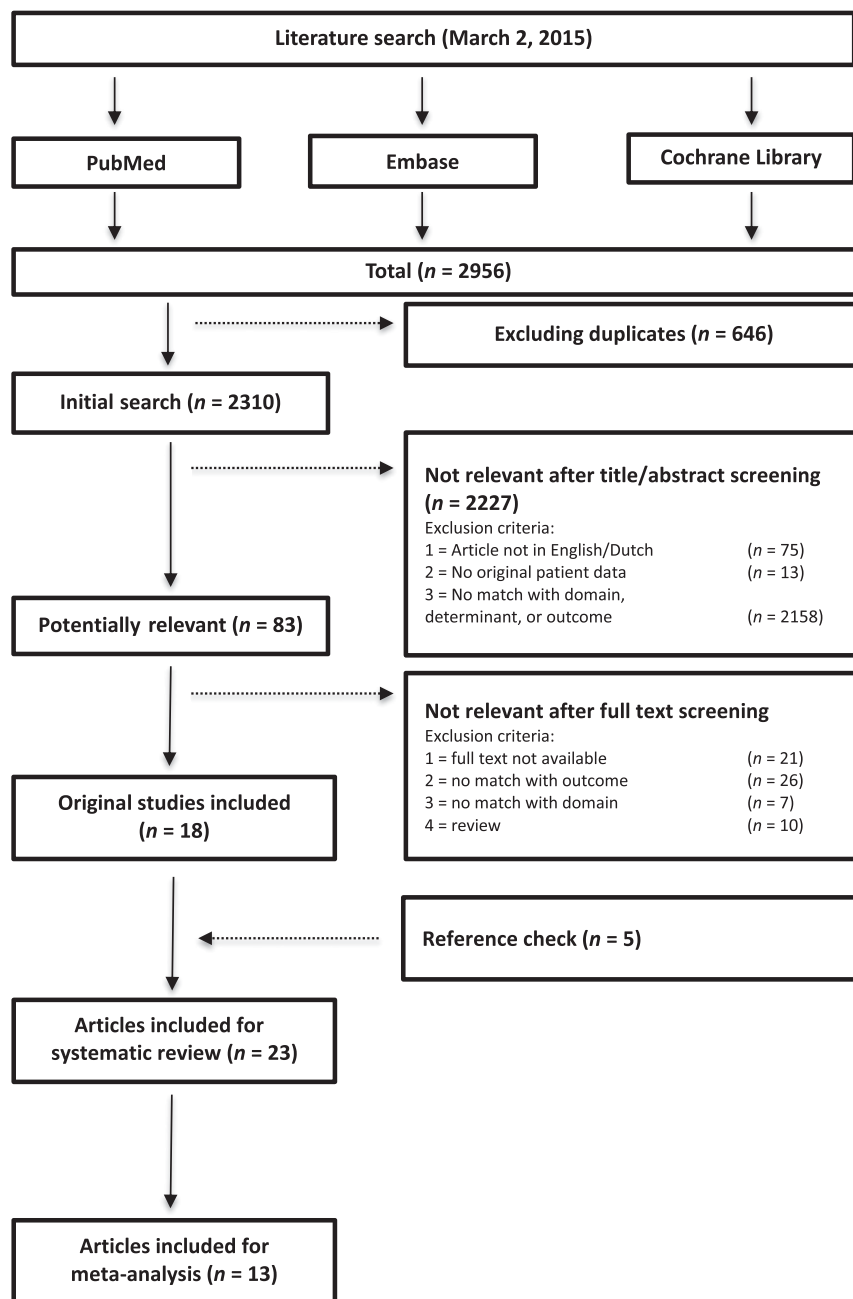 Literature search (March 2, 2015)
PubMed
Embase
Cochrane Library
Total (n = 2956)
Excluding duplicates (n = 646)
Initial search (n = 2310)
Not relevant after title/abstract screening
(n = 2227)
Exclusion criteria:
1 = Article not in English/Dutch (n = 75)
2 = No original patient data (n = 13)
3 = No match with domain,
determinant, or outcome (n = 2158)
Potentially relevant (n = 83)
Not relevant after full text screening
Exclusion criteria:
1 = full text not available (n = 21)
2 = no match with outcome (n = 26)
3 = no match with domain (n = 7)
4 = review (n = 10)
Original studies included
(n = 18)
Reference check (n = 5)
Articles included for
systematic review (n = 23)
Articles included for
meta-analysis (n = 13)